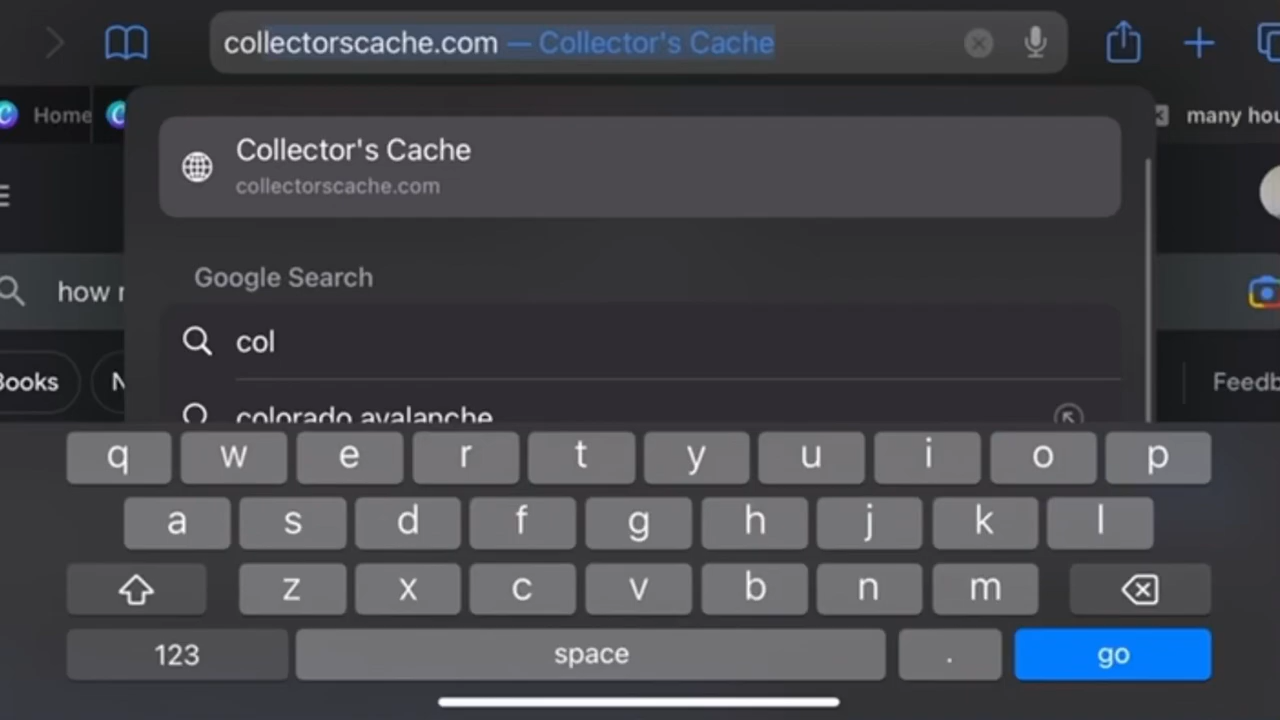 collectorscache.com — Collector's Cache
Home
many hou
Collector's Cache
collectorscache.com
Google Search
how r
col
Books
Feedb
colorado avalanche
q w e r t y u i o p
a s d f g h j k l
z x c v b n m
123 space . go